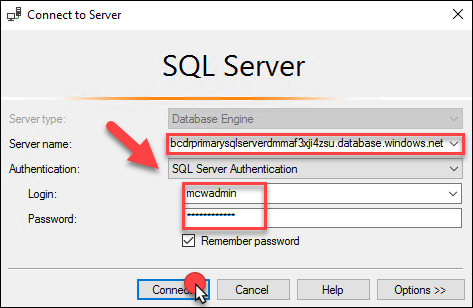 Connect to Server
SQL Server
Server type: Database Engine
Server name: bcdrprimarysqlserverdmmaf3xji4zsu.database.windows.net
Authentication: SQL Server Authentication
Login: mcwadmin
Password: ************
Remember password
Connect Cancel Help Options >>